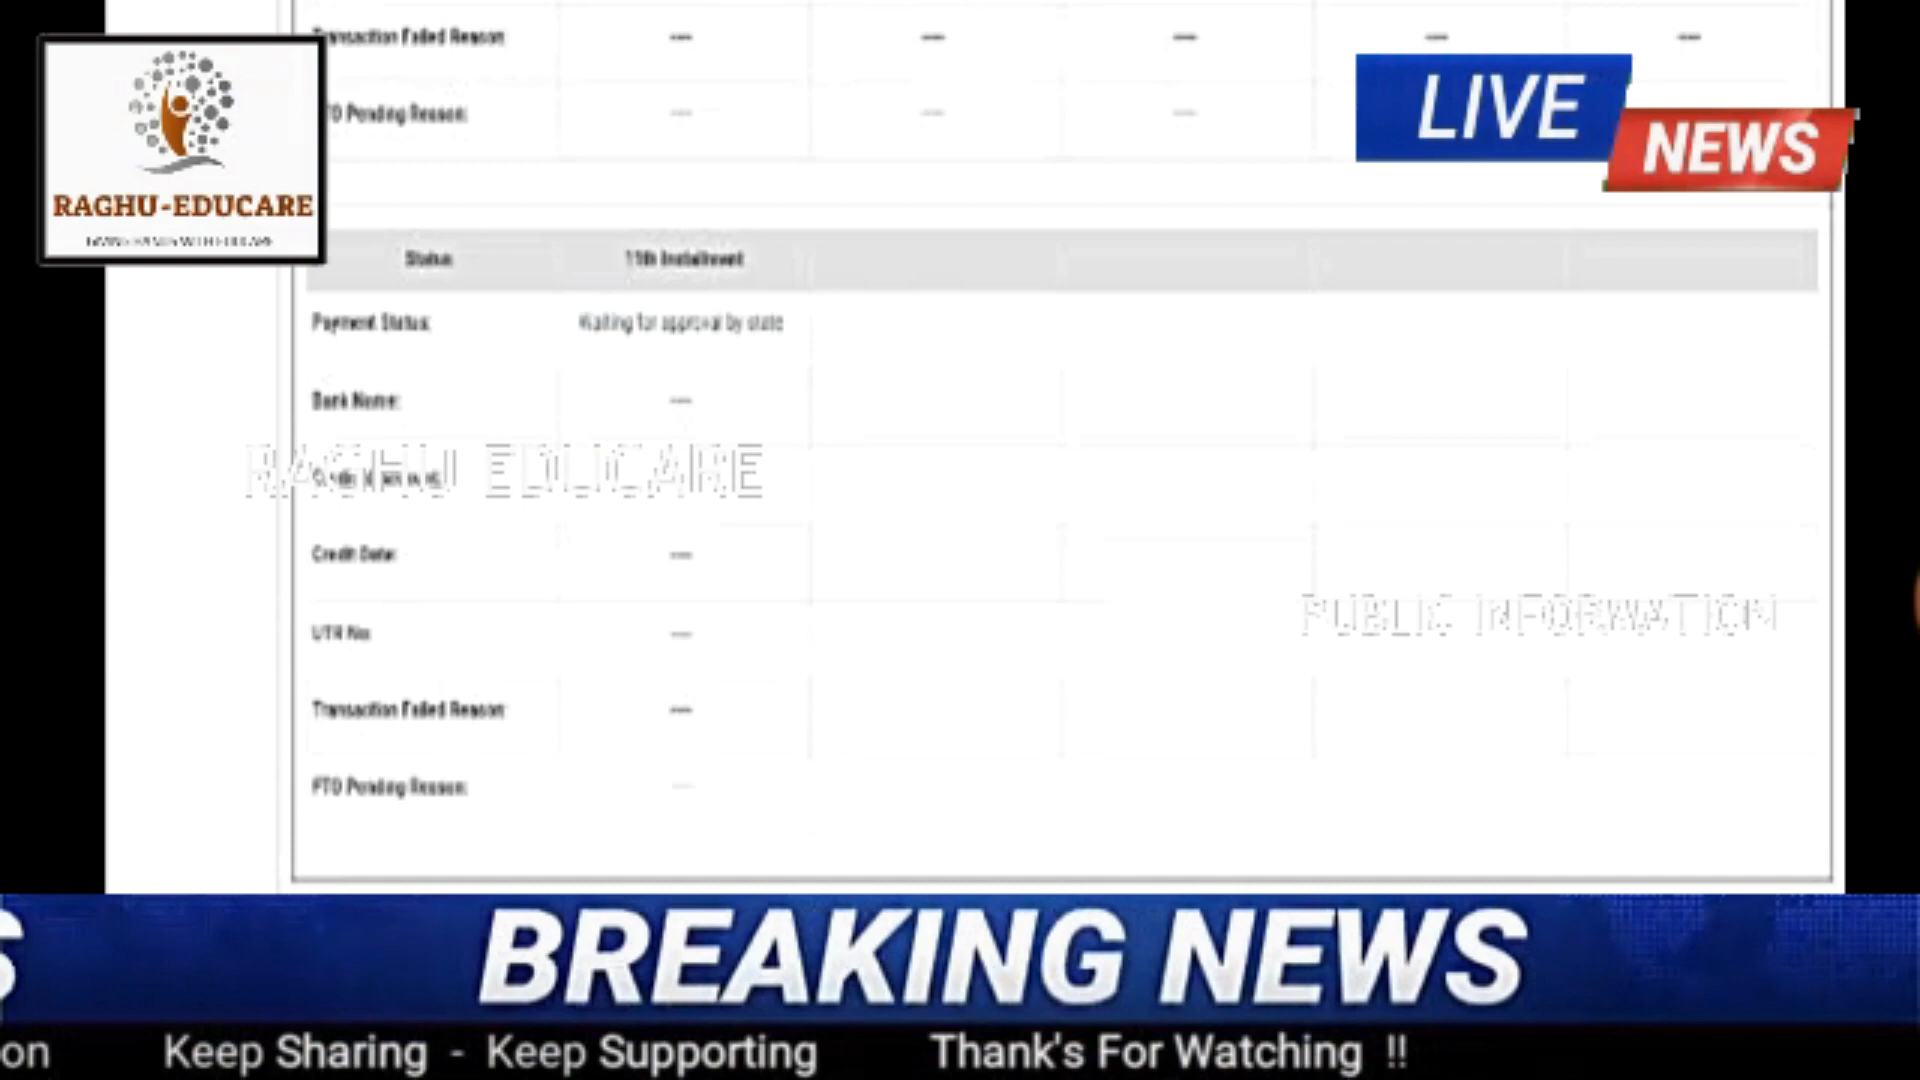 Transaction Failed Reason: --- --- --- --- ---
FTO Pending Reason: --- --- ---
LIVE
NEWS
RAGHU-EDUCARE
Status 11th Installment
Payment Status: Waiting for approval by state
Bank Name: ---
RAGHU EDUCARE
Credit Date: ---
PUBLIC INFORMATION
UTR No: ---
Transaction Failed Reason: ---
FTO Pending Reason: ---
S BREAKING NEWS
on Keep Sharing - Keep Supporting Thank's For Watching !!